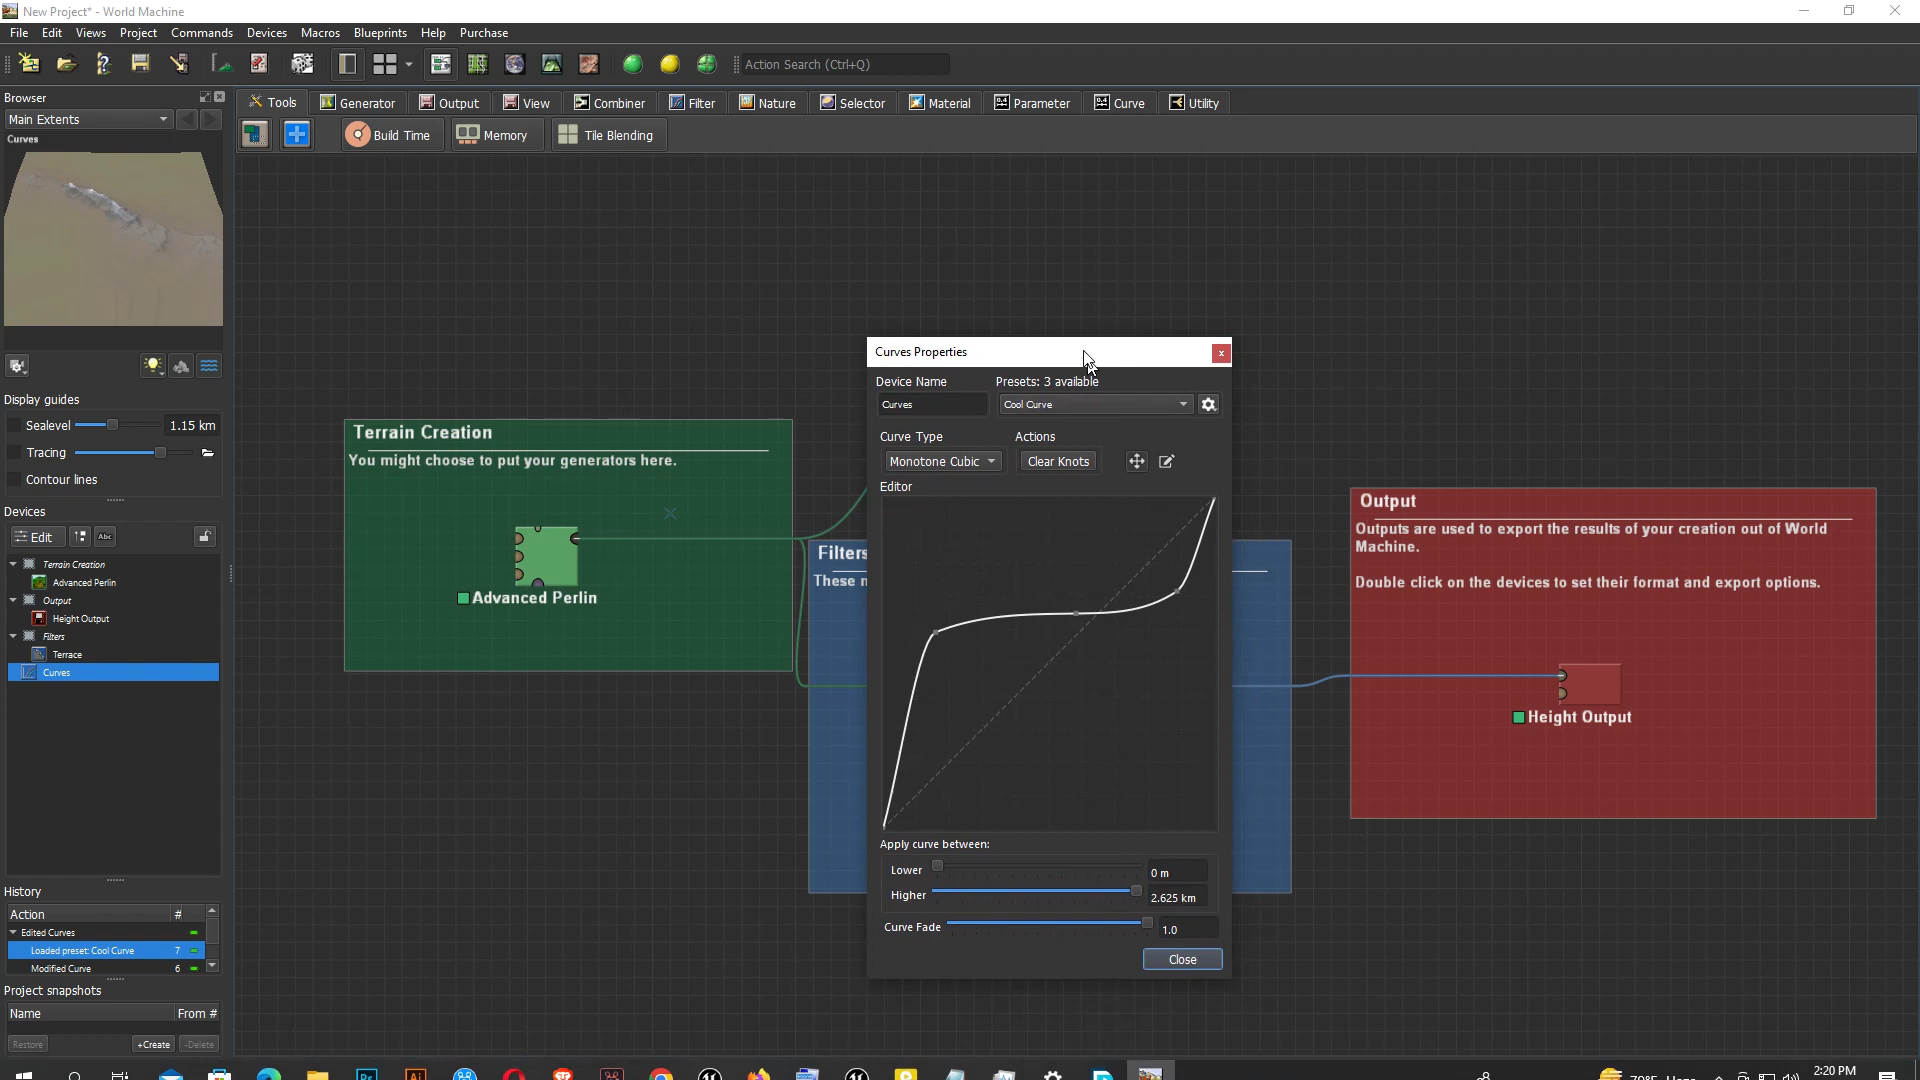 New Project* - World Machine
File Edit Views Project Commands Devices Macros Blueprints Help Purchase
Action Search (Ctrl+Q)
Browser
Main Extents
Curves
Tools Generator Output View Combiner Filter Nature Selector Material Parameter Curve Utility
Build Time Memory Tile Blending
Display guides
Sealevel 1.15 km
Tracing
Contour lines
Devices
Edit Abc
Terrain Creation
Advanced Perlin
Output
Height Output
Filters
Terrace
Curves
History
Action #
Edited Curves
Loaded preset: Cool Curve 7
Modified Curve 6
Project snapshots
Name From #
Restore +Create -Delete
Terrain Creation
You might choose to put your generators here.
Advanced Perlin
Filters
These
Curves Properties
x
Device Name Presets: 3 available
Curves Cool Curve
Curve Type Actions
Monotone Cubic Clear Knots
Editor
Apply curve between:
Lower 0 m
Higher 2.625 km
Curve Fade 1.0
Close
Output
Outputs are used to export the results of your creation out of World
Machine.
Double click on the devices to set their format and export options.
Height Output
Ps Ai
2:20 PM